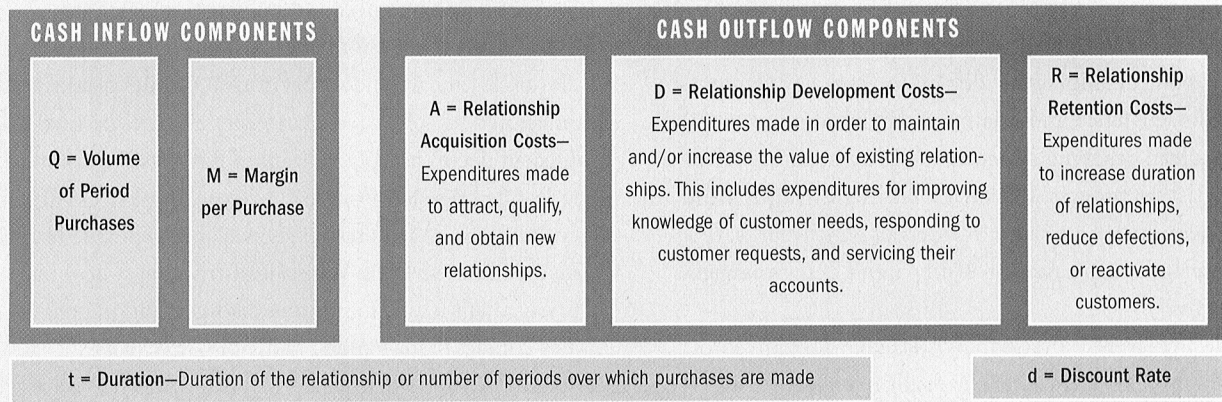 CASH INFLOW COMPONENTS
Q = Volume
of Period
Purchases
M = Margin
per Purchase
CASH OUTFLOW COMPONENTS
A = Relationship
Acquisition Costs—
Expenditures made
to attract, qualify,
and obtain new
relationships.
D = Relationship Development Costs—
Expenditures made in order to maintain
and/or increase the value of existing relation-
ships. This includes expenditures for improving
knowledge of customer needs, responding to
customer requests, and servicing their
accounts.
R = Relationship
Retention Costs—
Expenditures made
to increase duration
of relationships,
reduce defections,
or reactivate
customers.
t = Duration—Duration of the relationship or number of periods over which purchases are made
d = Discount Rate